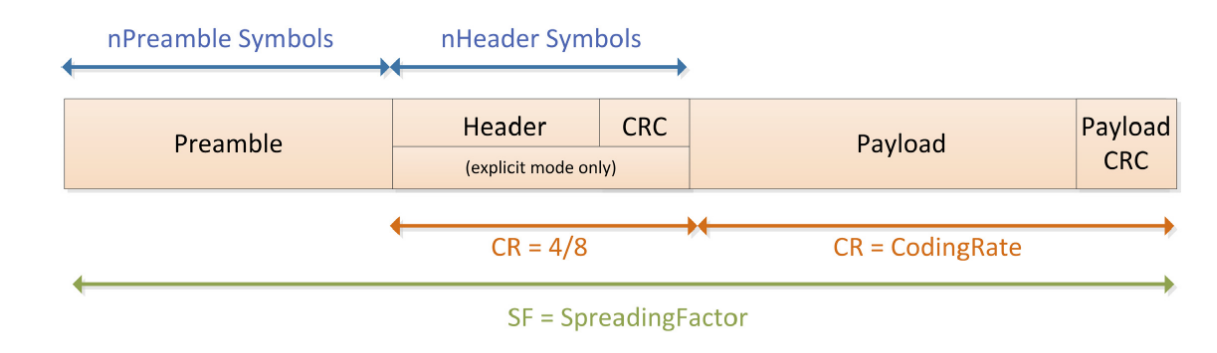 nPreamble Symbols
nHeader Symbols
Preamble
Header
CRC
(explicit mode only)
Payload
Payload
CRC
CR = 4/8
CR = CodingRate
SF = SpreadingFactor